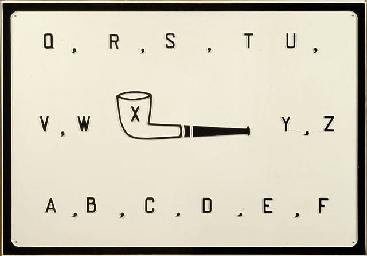 Q, R, S, T U,
V, W X Y, Z
A, B, C, D, E, F